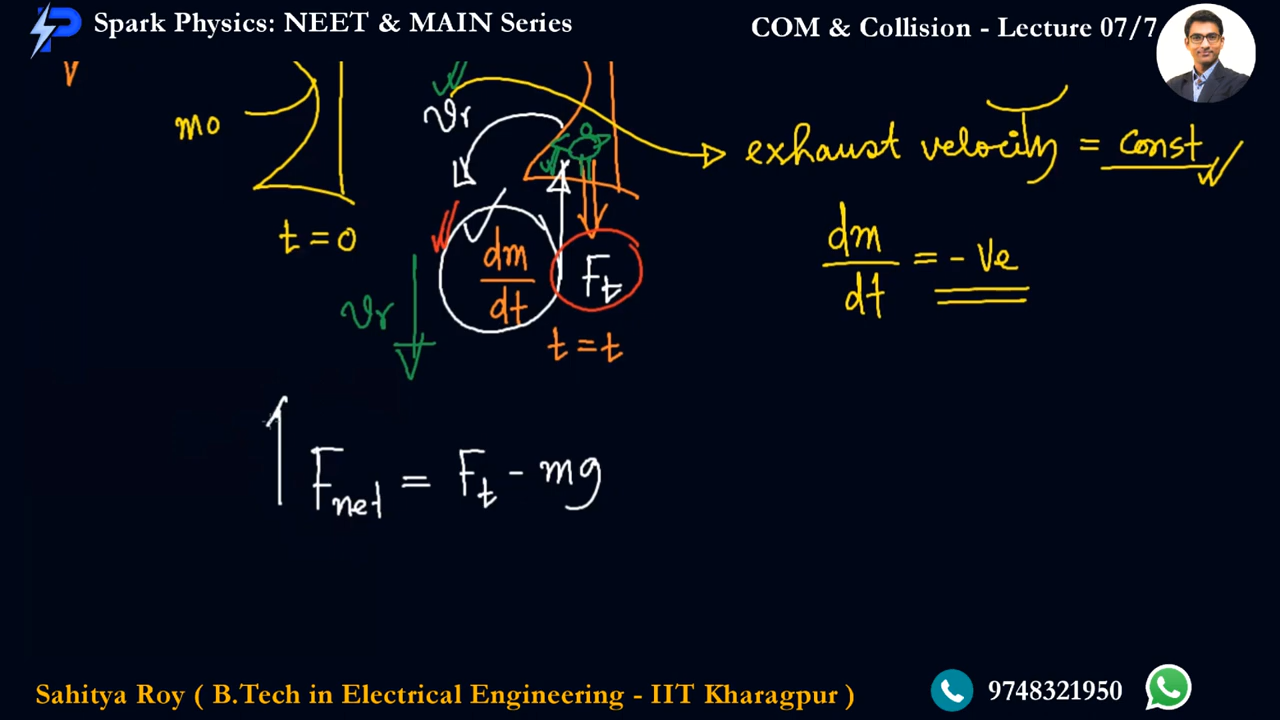 Spark Physics: NEET & MAIN Series
COM & Collision - Lecture 07/7
v
m0
vr
exhaust velocity = const
t = 0
dm/dt
Ft
dm/dt = - ve
vr
t = t
Fnet = Ft - mg
Sahitya Roy ( B.Tech in Electrical Engineering - IIT Kharagpur )
9748321950